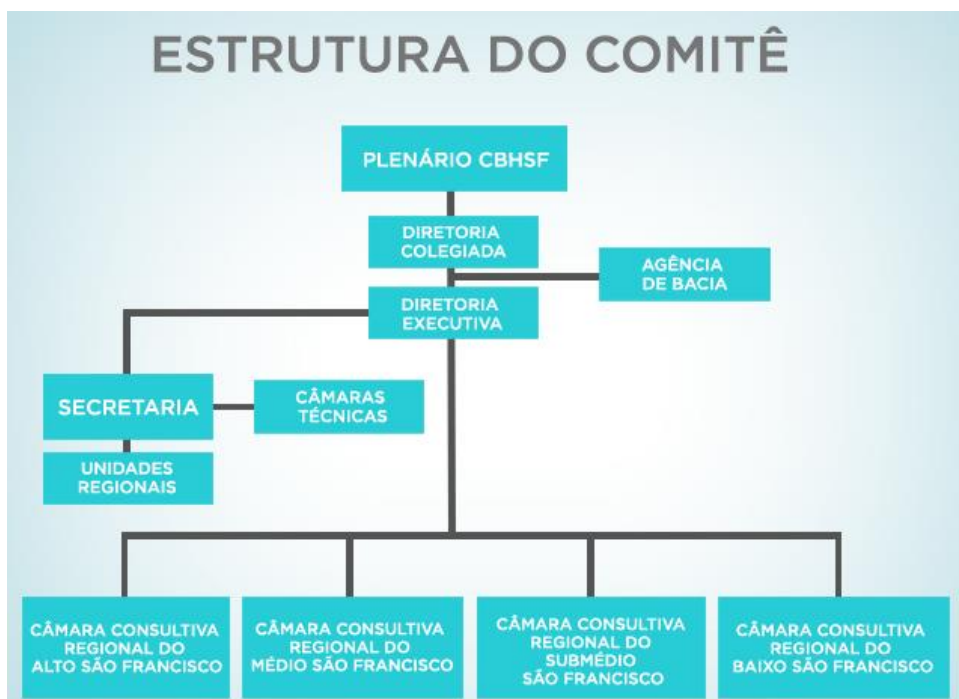 ESTRUTURA DO COMITÊ
PLENÁRIO CBHSF
DIRETORIA
COLEGIADA
AGÊNCIA
DE BACIA
DIRETORIA
EXECUTIVA
SECRETARIA
CÂMARAS
TÉCNICAS
UNIDADES
REGIONAIS
CÂMARA CONSULTIVA
REGIONAL DO
ALTO SÃO FRANCISCO
CÂMARA CONSULTIVA
REGIONAL DO
MÉDIO SÃO FRANCISCO
CÂMARA CONSULTIVA
REGIONAL DO
SUBMÉDIO
SÃO FRANCISCO
CÂMARA CONSULTIVA
REGIONAL DO
BAIXO SÃO FRANCISCO